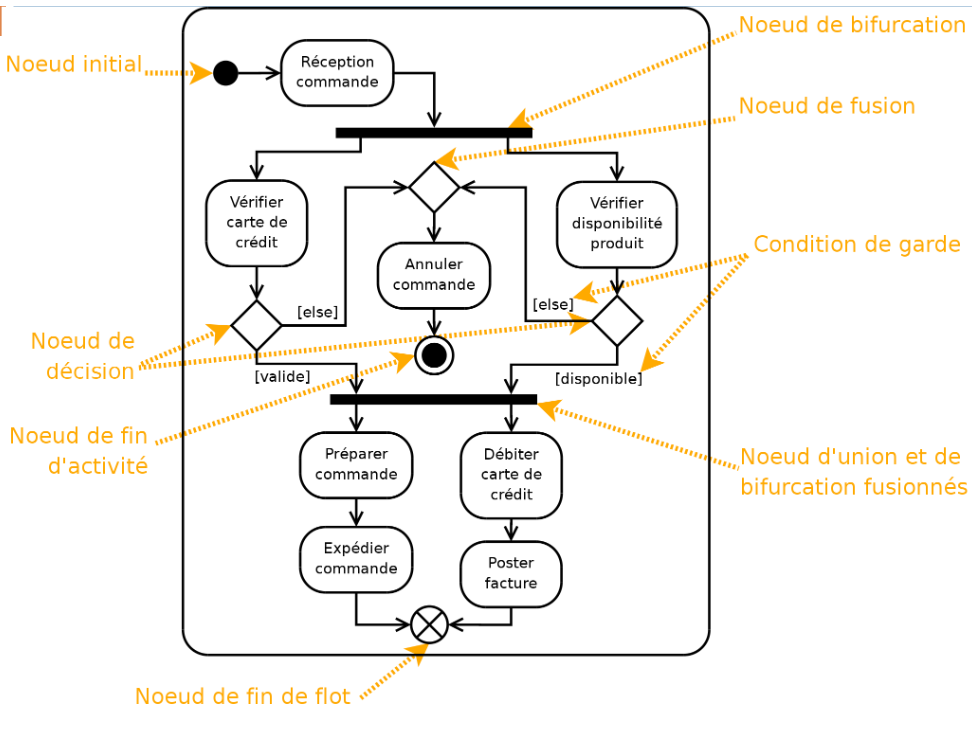 Noeud de bifurcation
Noeud initial
Réception
commande
Noeud de fusion
Vérifier
carte de
crédit
Vérifier
disponibilité
produit
Condition de garde
Annuler
commande
[else]
[else]
Noeud de
décision
[valide]
[disponible]
Noeud de fin
d'activité
Préparer
commande
Débiter
carte de
crédit
Noeud d'union et de
bifurcation fusionnés
Expédier
commande
Poster
facture
Noeud de fin de flot